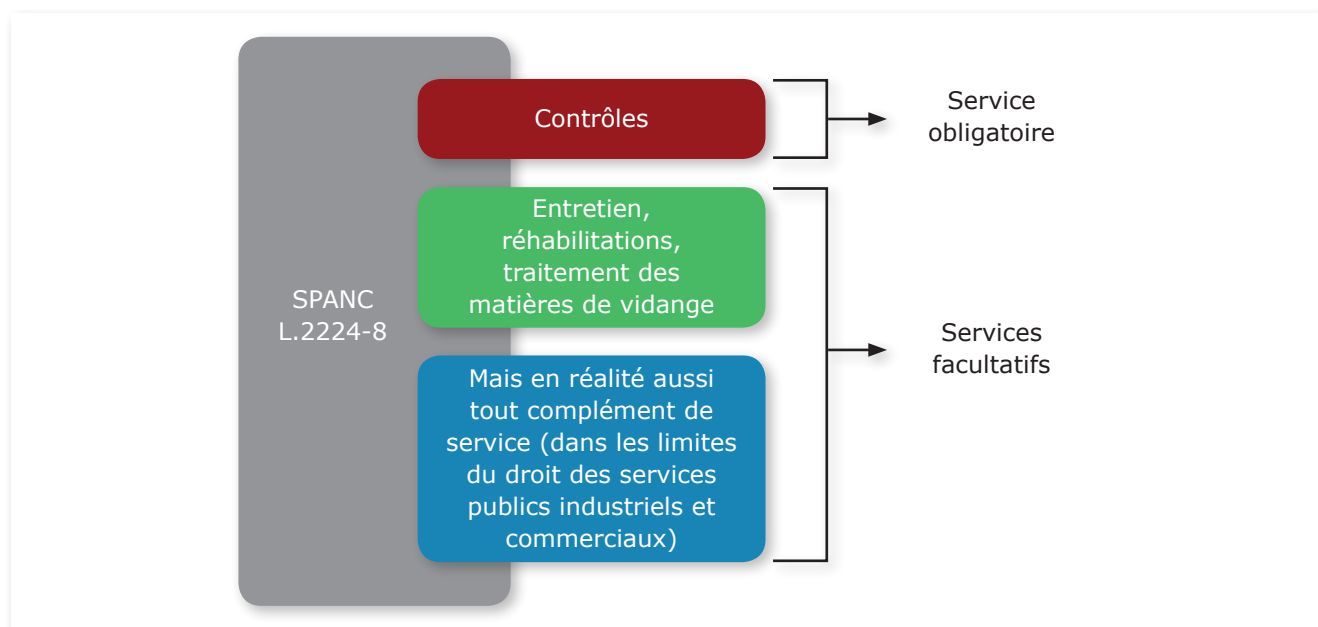 SPANC
L.2224-8
Contrôles
Service
obligatoire
Entretien,
réhabilitations,
traitement des
matières de vidange
Mais en réalité aussi
tout complément de
service (dans les limites
du droit des services
publics industriels et
commerciaux)
Services
facultatifs